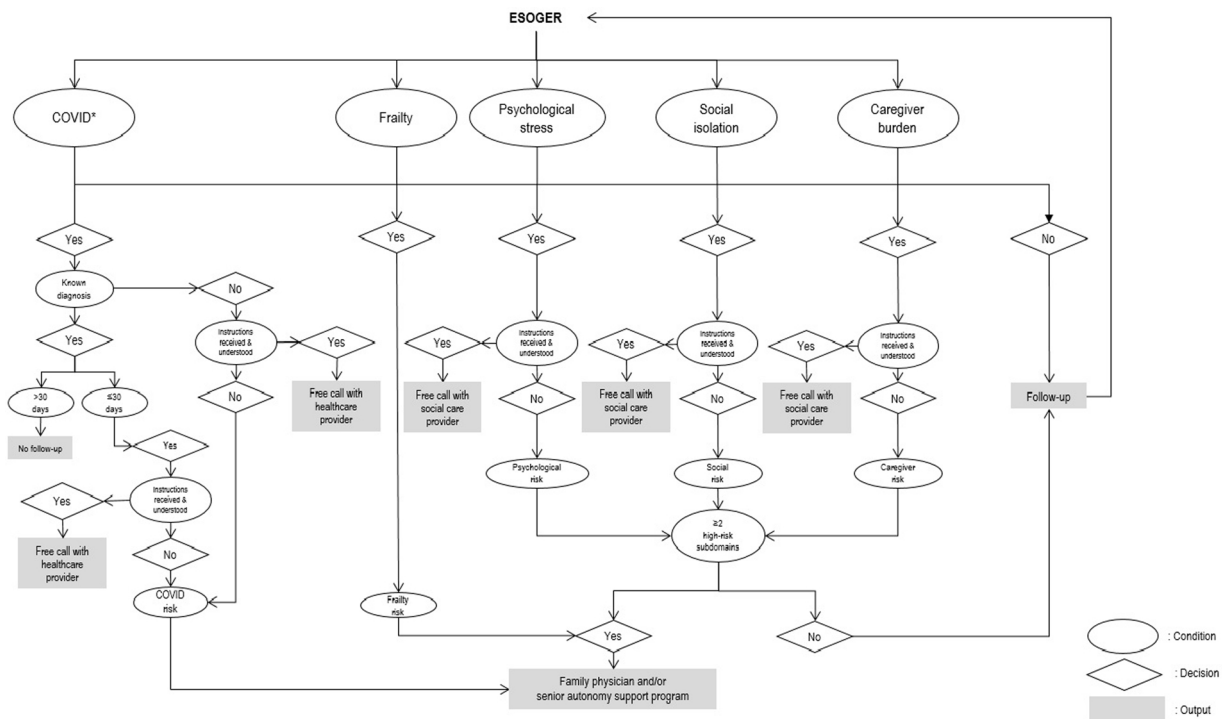 ESOGER
COVID*
Frailty
Psychological
stress
Social
isolation
Caregiver
burden
Yes
Yes
Yes
Yes
Yes
No
Known
diagnosis
No
Yes
Instructions
received &
understood
Yes
Yes
Instructions
received &
understood
Yes
Instructions
received &
understood
Yes
Instructions
received &
understood
>30
days
≤30
days
No
Free call with
healthcare
provider
Free call with
social care
provider
No
Free call with
social care
provider
No
Free call with
social care
provider
No
Follow-up
No follow-up
Yes
Psychological
risk
Social
risk
Caregiver
risk
Yes
Instructions
received &
understood
≥2
high-risk
subdomains
Free call with
healthcare
provider
No
COVID
risk
Frailty
risk
Yes
No
Family physician and/or
senior autonomy support program
: Condition
: Decision
: Output